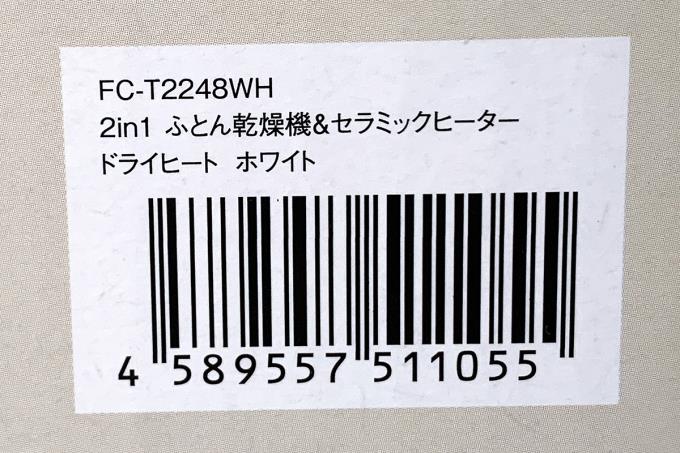 FC-T2248WH
2in1 ふとん乾燥機&セラミックヒーター
ドライヒート ホワイト
4 589557 511055